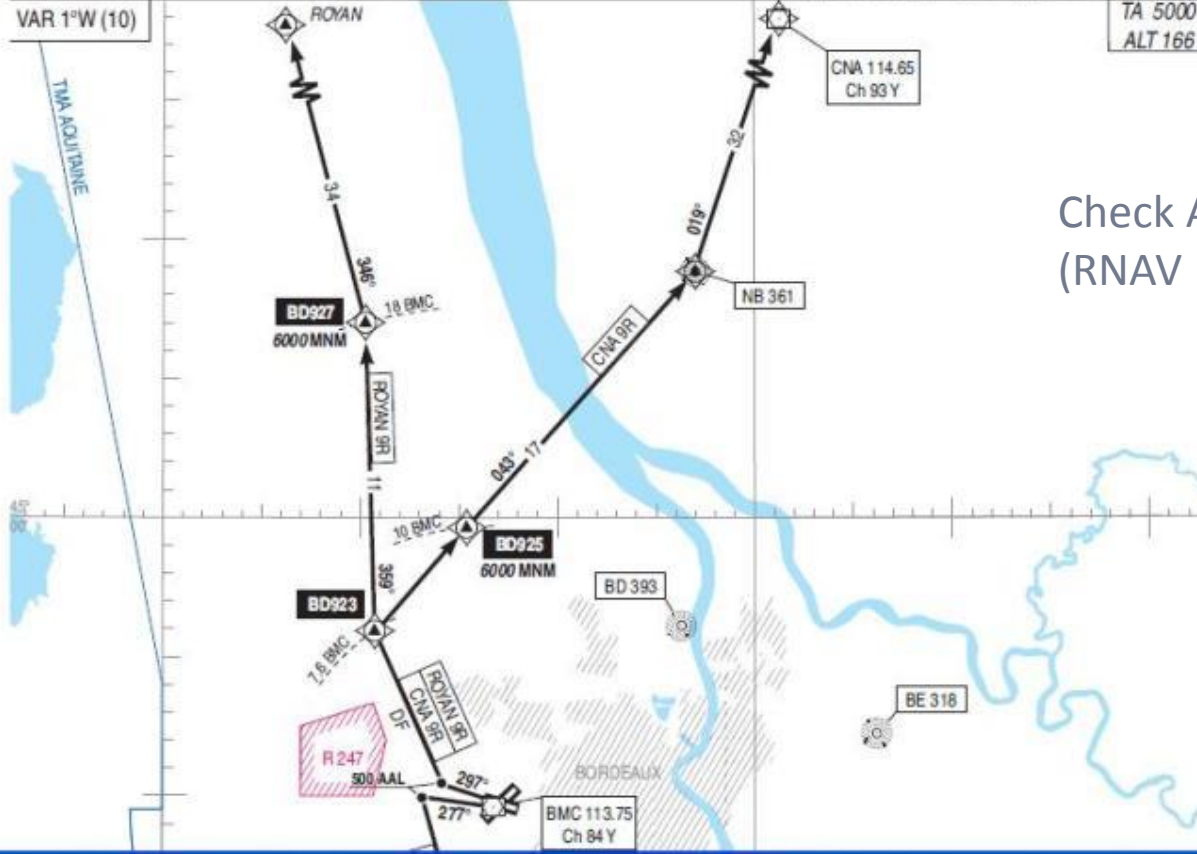 VAR 1°W (10)
ROYAN
TA 5000
ALT 166
CNA 114.65
Ch 93 Y
TMA AQUITAINE
32
34
Check A
(RNAV
019°
346°
NB 361
BD927
18 BMC
6000 MNM
CNA 9R
ROYAN 9R
11
043°
17
10 BMC
BD925
6000 MNM
359°
BD 393
BD923
7.6 BMC
ROYAN 9R
CNA 9R
DF
BE 318
R 247
BORDEAUX
500 AAL
297°
277°
BMC 113.75
Ch 84 Y